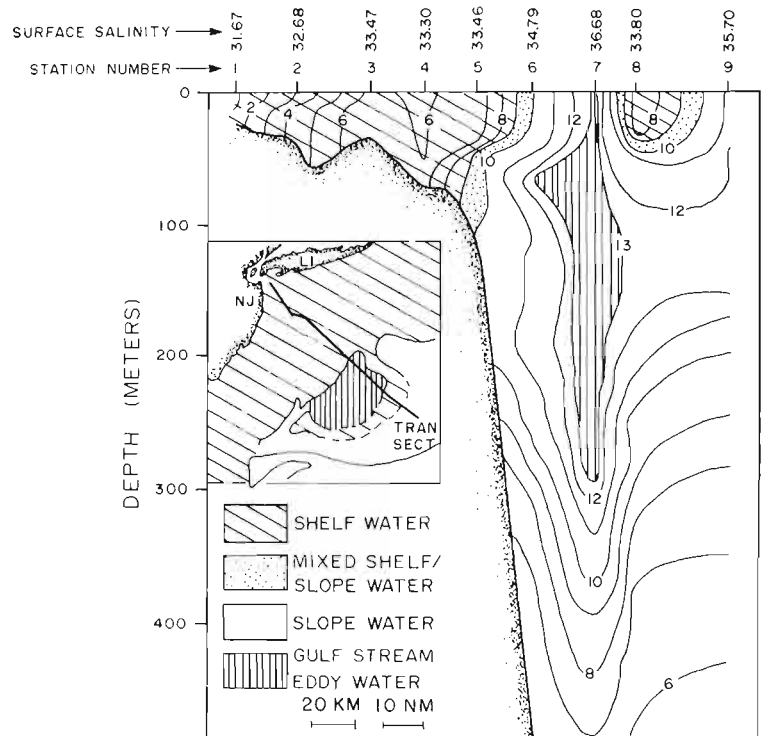 SURFACE SALINITY → 31.67 32.68 33.47 33.30 33.46 34.79 36.68 33.80 35.70
STATION NUMBER → 1 2 3 4 5 6 7 8 9
0
2 4 6 6 8 12 8
10 10
12
100
13
LI
NJ
DEPTH (METERS)
200
TRAN
SECT
300
12
SHELF WATER
10
MIXED SHELF/
SLOPE WATER
SLOPE WATER
400
GULF STREAM
EDDY WATER
8
6
20 KM 10 NM